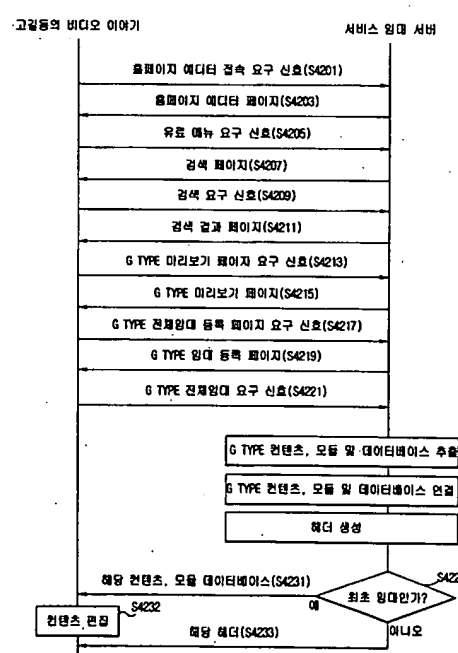 고길동의 비디오 이야기
서비스 임대 서버
홈페이지 에디터 접속 요구 신호(S4201)
홈페이지 에디터 페이지(S4203)
유료 메뉴 요구 신호(S4205)
검색 페이지(S4207)
검색 요구 신호(S4209)
검색 결과 페이지(S4211)
G TYPE 미리보기 페이지 요구 신호(S4213)
G TYPE 미리보기 페이지(S4215)
G TYPE 전체임대 등록 페이지 요구 신호(S4217)
G TYPE 임대 등록 페이지(S4219)
G TYPE 전체임대 요구 신호(S4221)
G TYPE 컨텐츠, 모듈 및 데이터베이스 추출
G TYPE 컨텐츠, 모듈 및 데이터베이스 연결
헤더 생성
해당 컨텐츠, 모듈 데이터베이스(S4231)
S422
최초 임대인가?
예
S4232
컨텐츠 편집
아니오
해당 헤더(S4233)